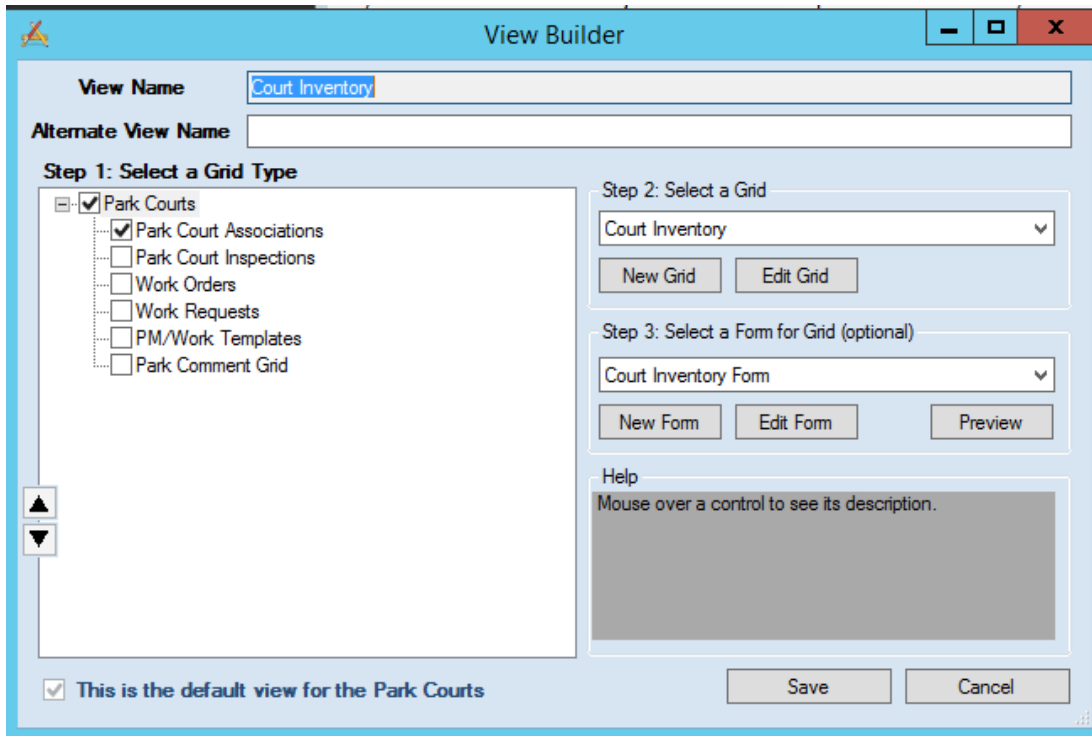 View Builder
View Name
Court Inventory
Alternate View Name
Step 1: Select a Grid Type
Park Courts
Park Court Associations
Park Court Inspections
Work Orders
Work Requests
PM/Work Templates
Park Comment Grid
Step 2: Select a Grid
Court Inventory
New Grid
Edit Grid
Step 3: Select a Form for Grid (optional)
Court Inventory Form
New Form
Edit Form
Preview
Help
Mouse over a control to see its description.
This is the default view for the Park Courts
Save
Cancel